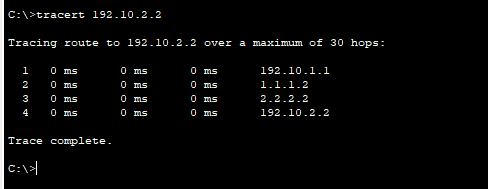 C:\>tracert 192.10.2.2
Tracing route to 192.10.2.2 over a maximum of 30 hops:
1 0 ms 0 ms 0 ms 192.10.1.1
2 0 ms 0 ms 0 ms 1.1.1.2
3 0 ms 0 ms 0 ms 2.2.2.2
4 0 ms 0 ms 0 ms 192.10.2.2
Trace complete.
C:\>